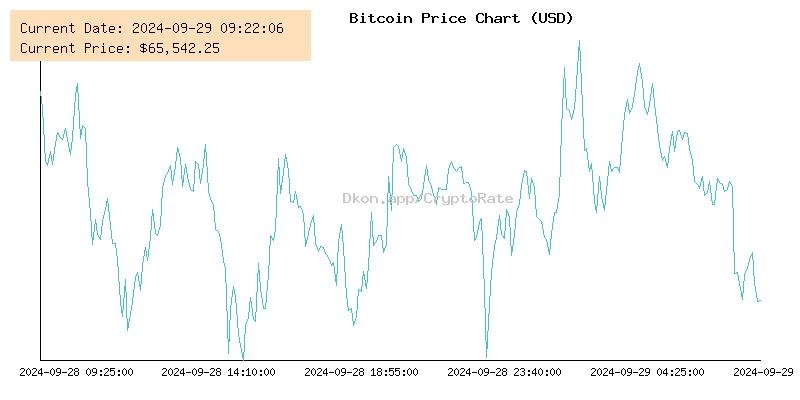 Bitcoin Price Chart (USD)
Current Date: 2024-09-29 09:22:06
Current Price: $65,542.25
Dkon.app/CryptoRate
2024-09-28 09:25:00 2024-09-28 14:10:00 2024-09-28 18:55:00 2024-09-28 23:40:00 2024-09-29 04:25:00 2024-09-29